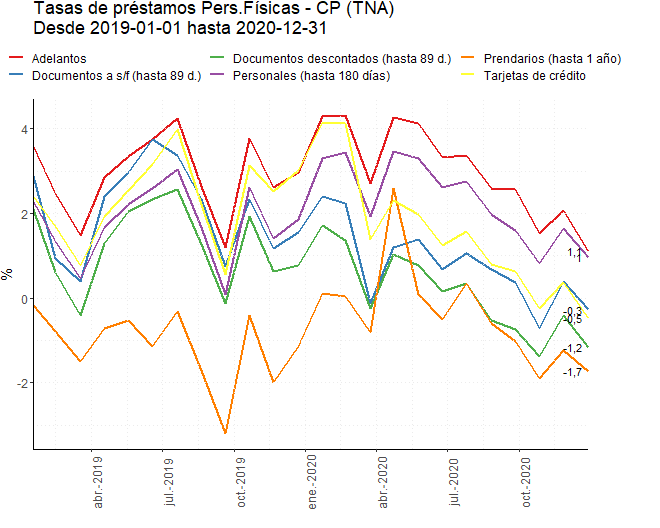 Tasas de préstamos Pers.Físicas - CP (TNA)
Desde 2019-01-01 hasta 2020-12-31
Adelantos
Documentos descontados (hasta 89 d.)
Prendarios (hasta 1 año)
Documentos a s/f (hasta 89 d.)
Personales (hasta 180 días)
Tarjetas de crédito
%
4
2
0
-2
1,1
1
-0,3
-0,5
-1,2
-1,7
abr.-2019
jul.-2019
oct.-2019
ene.-2020
abr.-2020
jul.-2020
oct.-2020